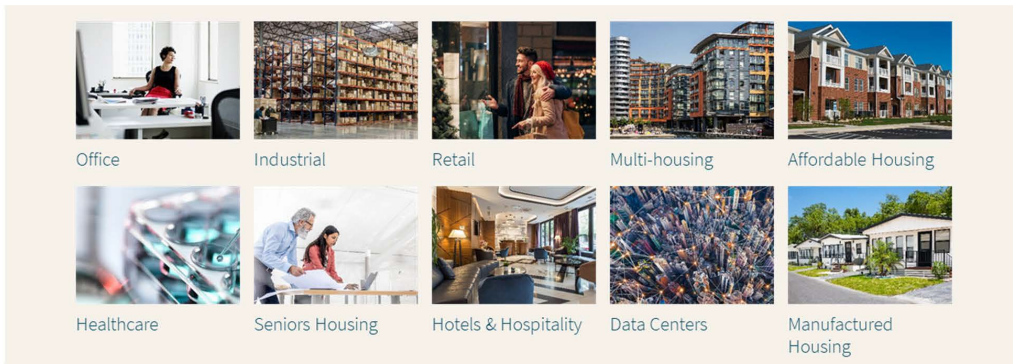 Office
Industrial
Retail
Multi-housing
Affordable Housing
Healthcare
Seniors Housing
Hotels & Hospitality
Data Centers
Manufactured
Housing